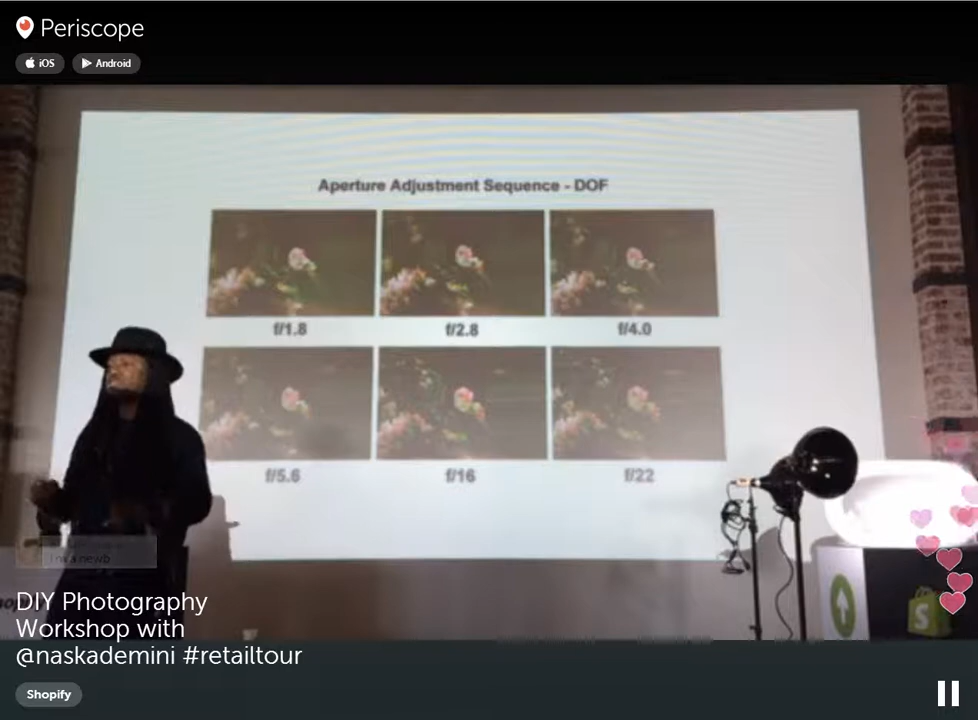 Periscope
iOS
Android
Aperture Adjustment Sequence - DOF
f/1.8
f/2.8
f/4.0
f/5.6
f/16
f/22
I'm a newb
DIY Photography
Workshop with
@naskademini #retailtour
Shopify